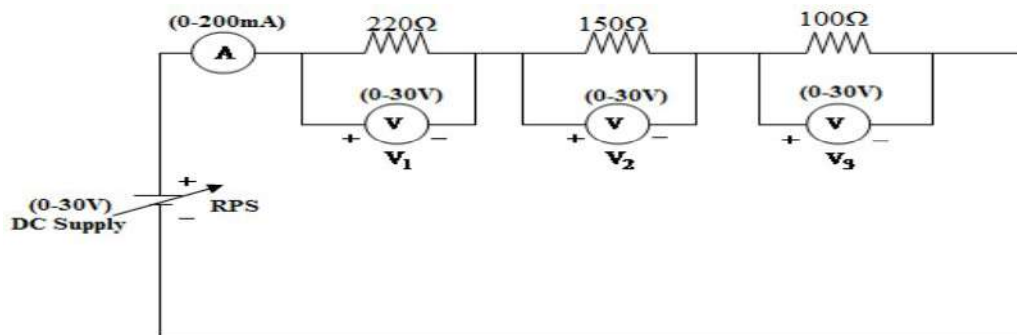 (0-200mA)
A
220Ω
150Ω
100Ω
(0-30V)
V
+ −
V1
(0-30V)
V
+ −
V2
(0-30V)
V
+ −
V3
(0-30V)
DC Supply
+
−
RPS